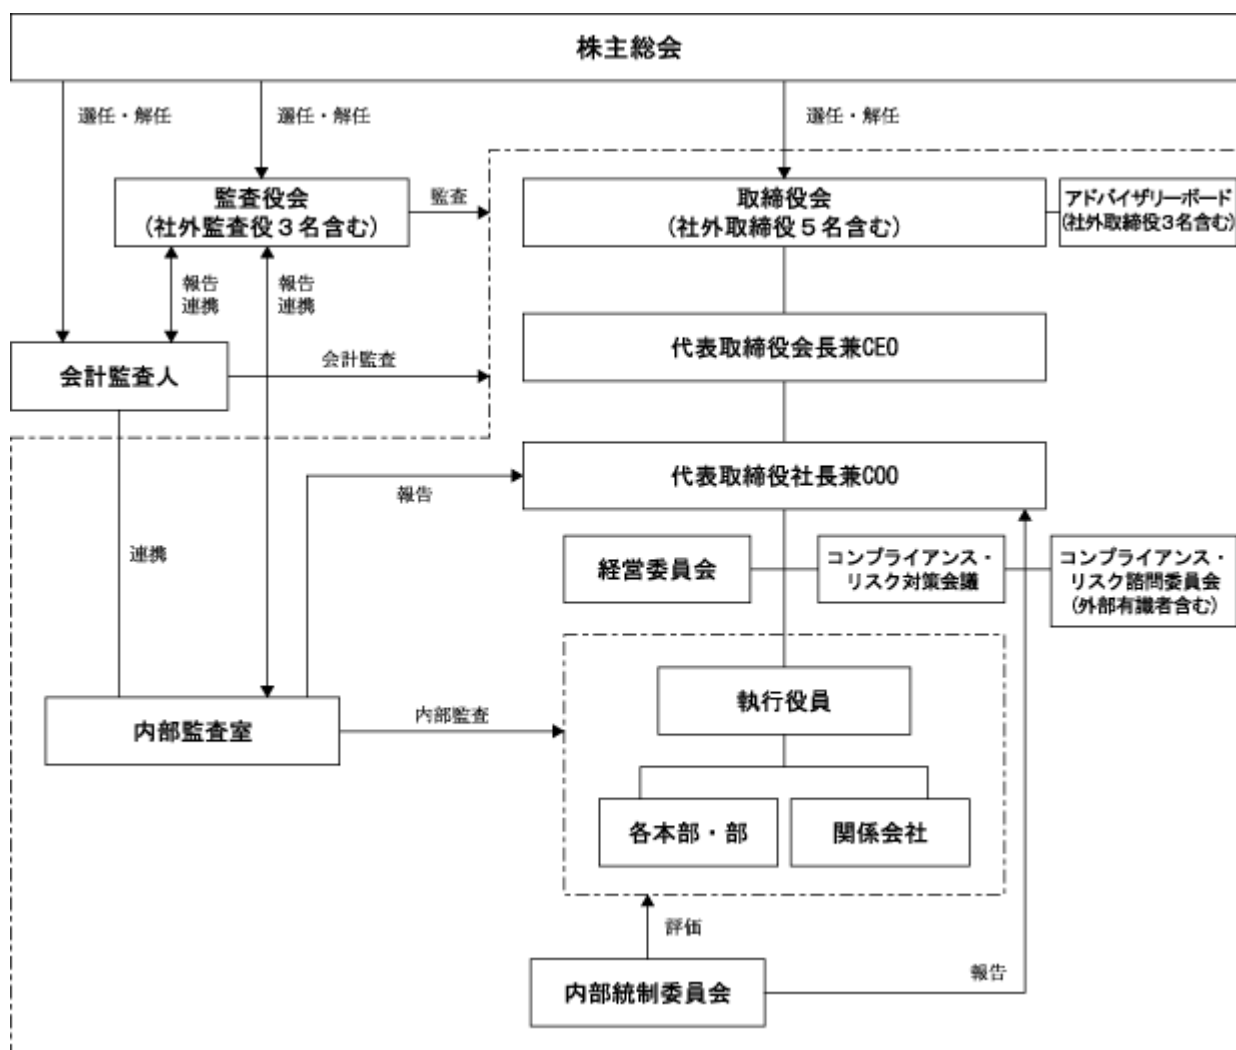 株主総会
選任・解任
選任・解任
選任・解任
監査役会
(社外監査役３名含む)
監査
取締役会
(社外取締役５名含む)
アドバイザリーボード
(社外取締役３名含む)
報告
連携
報告
連携
代表取締役会長兼CEO
会計監査人
会計監査
代表取締役社長兼COO
報告
連携
経営委員会
コンプライアンス・
リスク対策会議
コンプライアンス・
リスク諮問委員会
(外部有識者含む)
執行役員
内部監査室
内部監査
各本部・部
関係会社
評価
内部統制委員会
報告